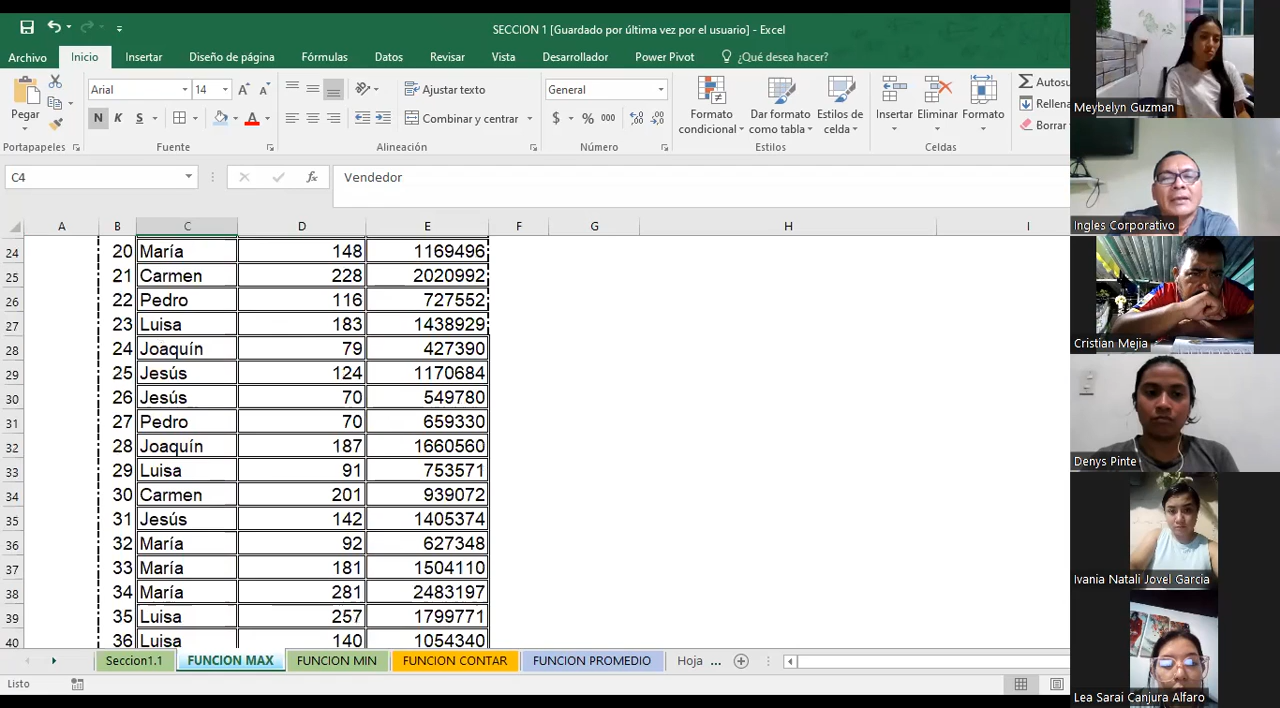 SECCION 1 [Guardado por última vez por el usuario] - Excel
Archivo Inicio Insertar Diseño de página Fórmulas Datos Revisar Vista Desarrollador Power Pivot ¿Qué desea hacer?
Pegar
Arial 14
N K S A
Ajustar texto
Combinar y centrar
General
$ % 000
Formato condicional
Dar formato como tabla
Estilos de celda
Insertar Eliminar Formato
Autosu
Rellena
Borrar
Portapapeles Fuente Alineación Número Estilos Celdas
C4 fx Vendedor
A B C D E F G H I
24 20 María 148 1169496
25 21 Carmen 228 2020992
26 22 Pedro 116 727552
27 23 Luisa 183 1438929
28 24 Joaquín 79 427390
29 25 Jesús 124 1170684
30 26 Jesús 70 549780
31 27 Pedro 70 659330
32 28 Joaquín 187 1660560
33 29 Luisa 91 753571
34 30 Carmen 201 939072
35 31 Jesús 142 1405374
36 32 María 92 627348
37 33 María 181 1504110
38 34 María 281 2483197
39 35 Luisa 257 1799771
40 36 Luisa 140 1054340
Seccion1.1 FUNCION MAX FUNCION MIN FUNCION CONTAR FUNCION PROMEDIO Hoja ...
Listo
Meybelyn Guzman
Ingles Corporativo
Cristian Mejia
Denys Pinte
Ivania Natali Jovel Garcia
Lea Sarai Canjura Alfaro